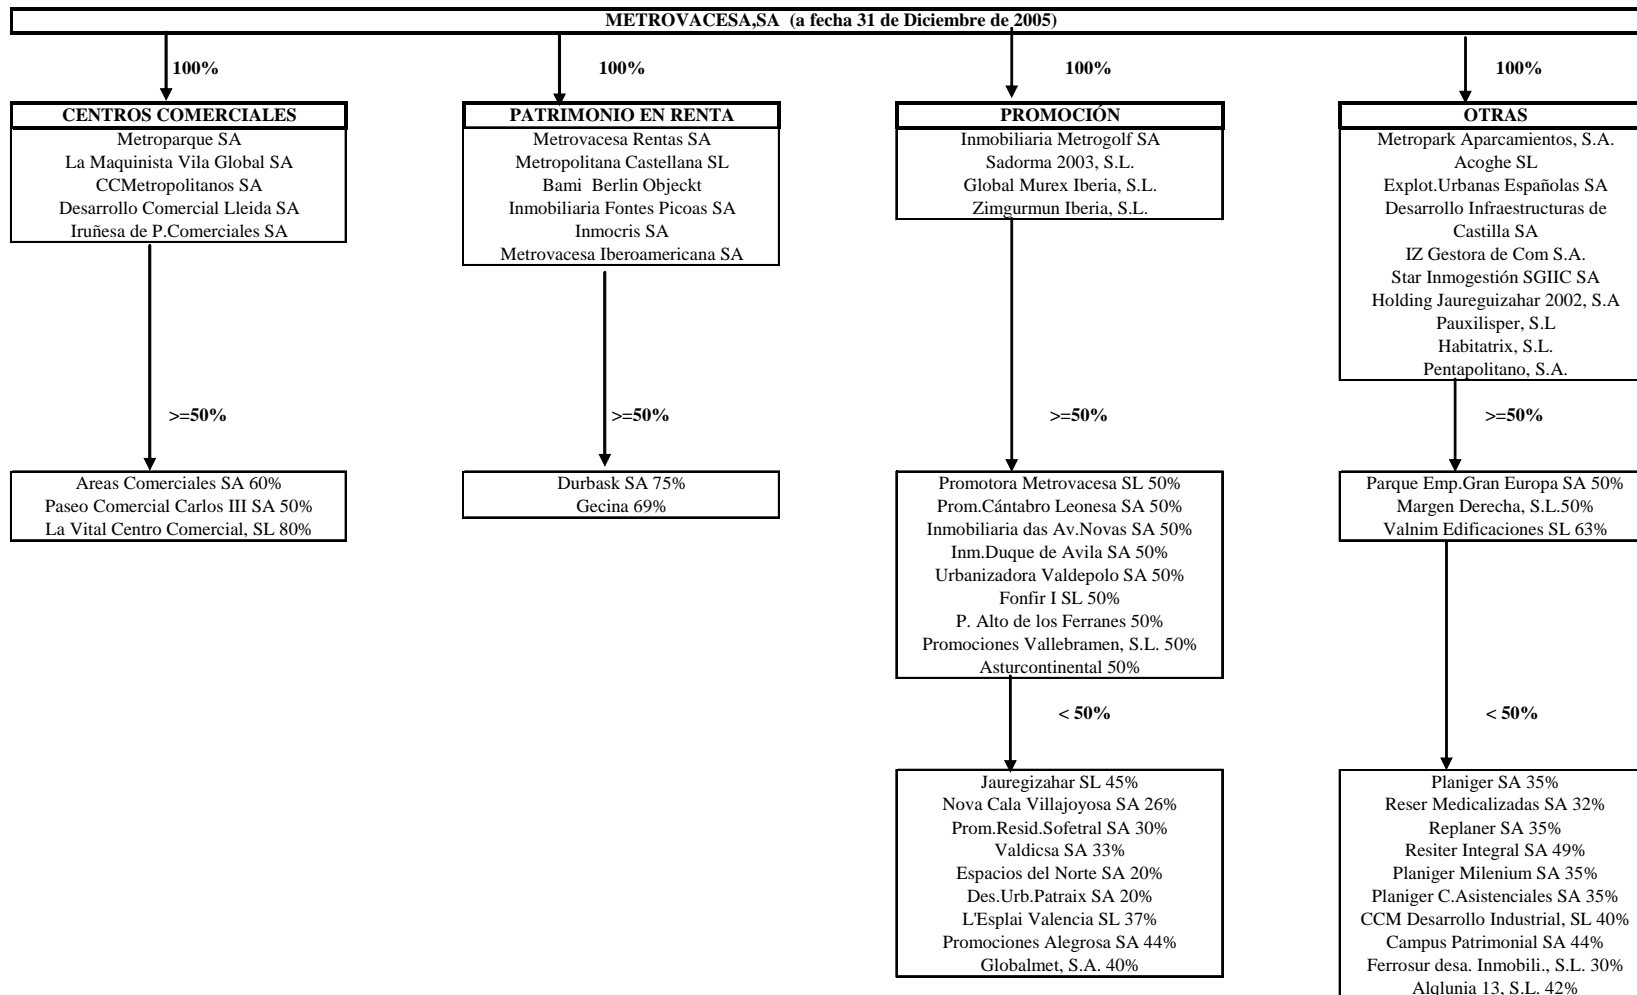 METROVACESA,SA (a fecha 31 de Diciembre de 2005)
100%
100%
100%
100%
CENTROS COMERCIALES
Metroparque SA
La Maquinista Vila Global SA
CCMetropolitanos SA
Desarrollo Comercial Lleida SA
Iruñesa de P.Comerciales SA
PATRIMONIO EN RENTA
Metrovacesa Rentas SA
Metropolitana Castellana SL
Bami Berlin Objeckt
Inmobiliaria Fontes Picoas SA
Inmocris SA
Metrovacesa Iberoamericana SA
PROMOCIÓN
Inmobiliaria Metrogolf SA
Sadorma 2003, S.L.
Global Murex Iberia, S.L.
Zimgurmun Iberia, S.L.
OTRAS
Metropark Aparcamientos, S.A.
Acoghe SL
Explot.Urbanas Españolas SA
Desarrollo Infraestructuras de
Castilla SA
IZ Gestora de Com S.A.
Star Inmogestión SGIIC SA
Holding Jaureguizahar 2002, S.A
Pauxilisper, S.L
Habitatrix, S.L.
Pentapolitano, S.A.
>=50%
>=50%
>=50%
>=50%
Areas Comerciales SA 60%
Paseo Comercial Carlos III SA 50%
La Vital Centro Comercial, SL 80%
Durbask SA 75%
Gecina 69%
Promotora Metrovacesa SL 50%
Prom.Cántabro Leonesa SA 50%
Inmobiliaria das Av.Novas SA 50%
Inm.Duque de Avila SA 50%
Urbanizadora Valdepolo SA 50%
Fonfir I SL 50%
P. Alto de los Ferranes 50%
Promociones Vallebramen, S.L. 50%
Asturcontinental 50%
Parque Emp.Gran Europa SA 50%
Margen Derecha, S.L.50%
Valnim Edificaciones SL 63%
< 50%
< 50%
Jauregizahar SL 45%
Nova Cala Villajoyosa SA 26%
Prom.Resid.Sofetral SA 30%
Valdicsa SA 33%
Espacios del Norte SA 20%
Des.Urb.Patraix SA 20%
L'Esplai Valencia SL 37%
Promociones Alegrosa SA 44%
Globalmet, S.A. 40%
Planiger SA 35%
Reser Medicalizadas SA 32%
Replaner SA 35%
Resiter Integral SA 49%
Planiger Milenium SA 35%
Planiger C.Asistenciales SA 35%
CCM Desarrollo Industrial, SL 40%
Campus Patrimonial SA 44%
Ferrosur desa. Inmobili., S.L. 30%
Alqlunia 13, S.L. 42%